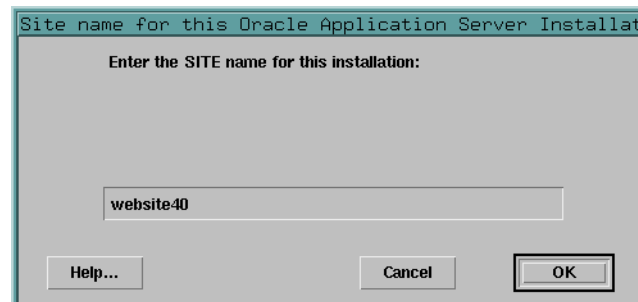 Site name for this Oracle Application Server Installat
Enter the SITE name for this installation:
website40
Help...
Cancel
OK